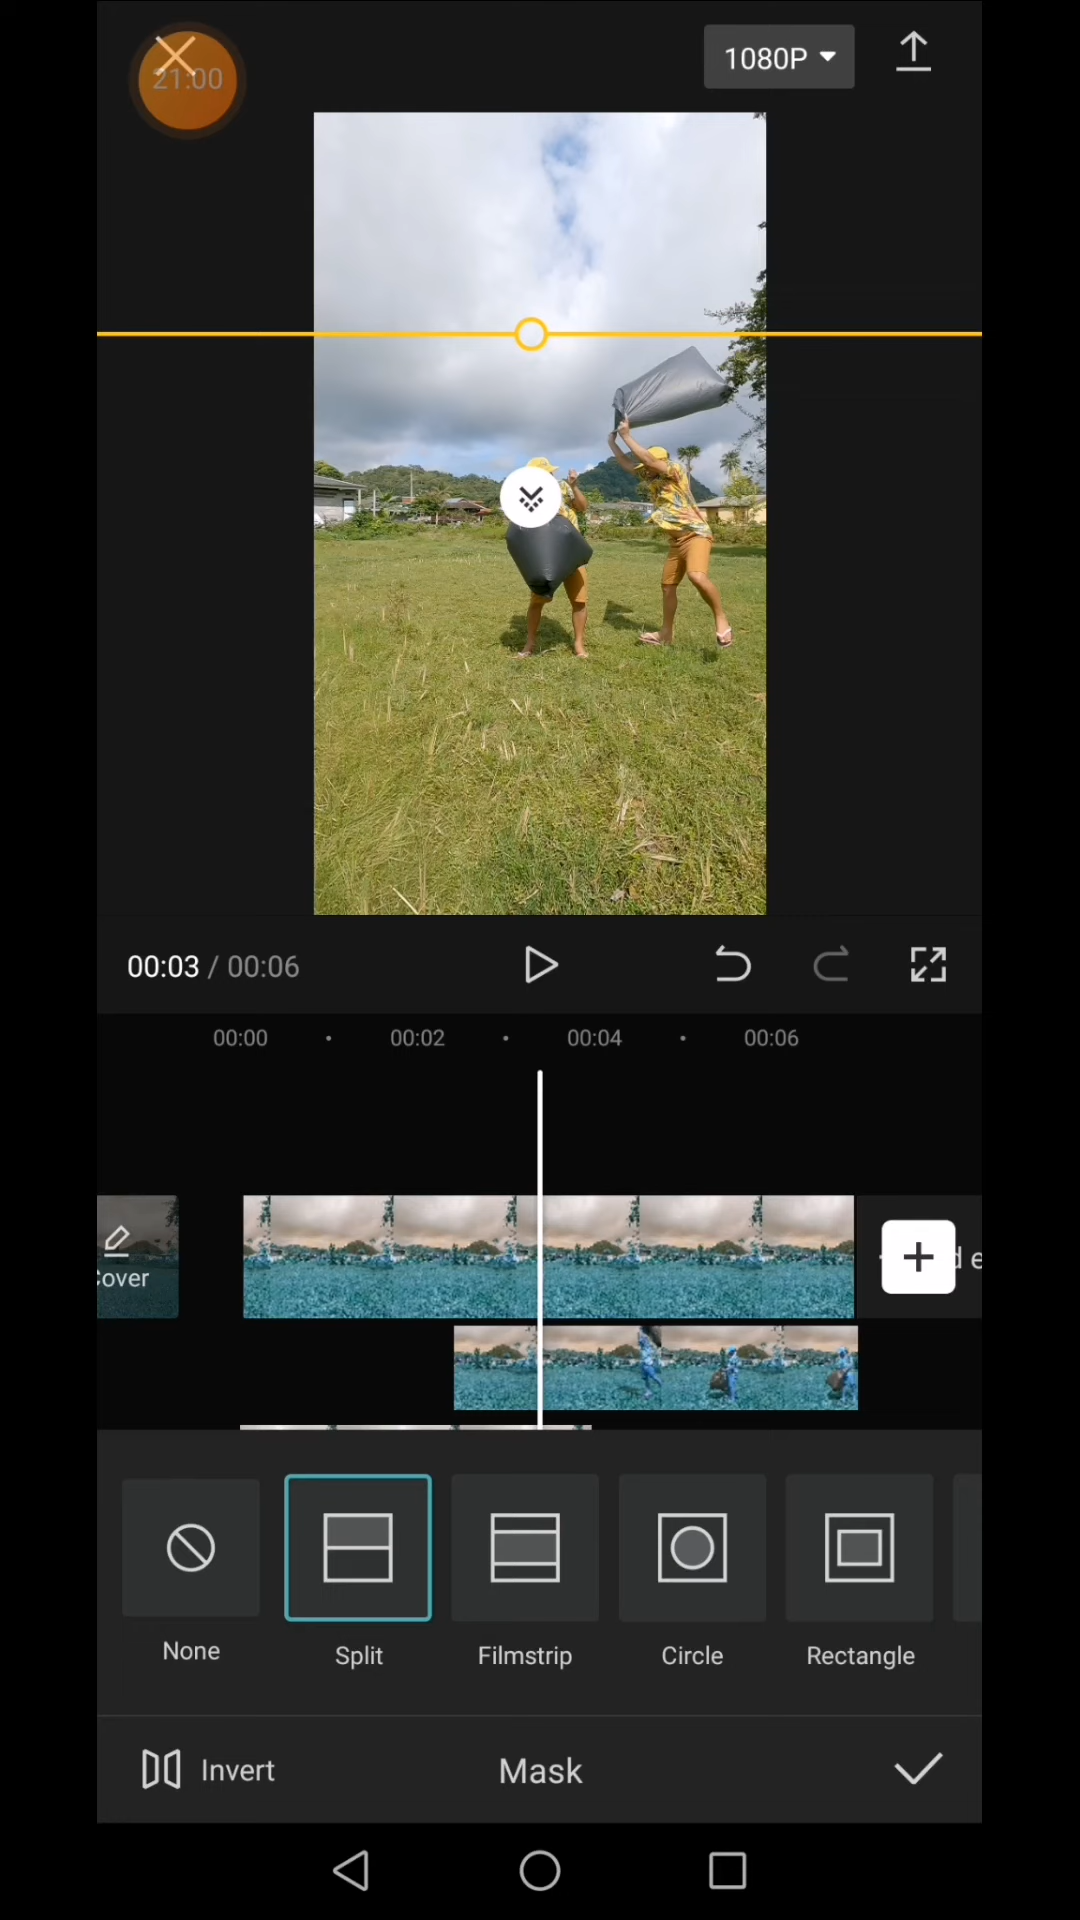 21:00
1080P
00:03 / 00:06
00:00 00:02 00:04 00:06
Cover
d e
None Split Filmstrip Circle Rectangle
Invert Mask